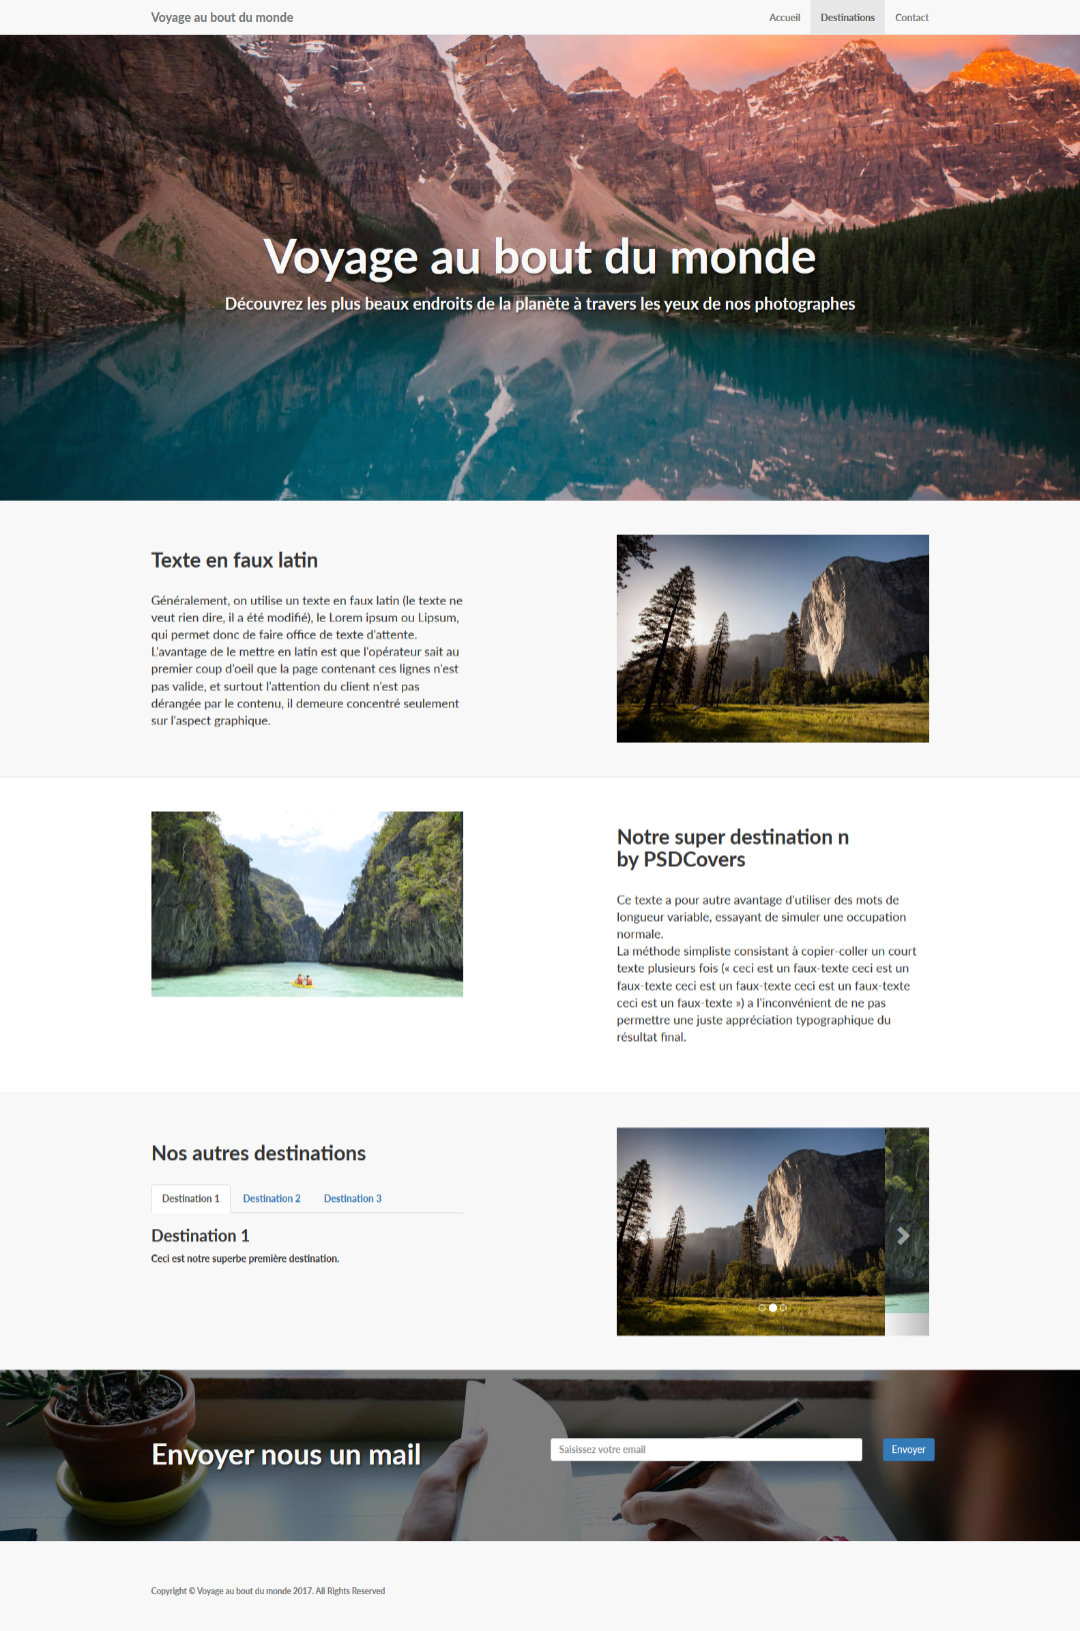 Voyage au bout du monde
Accueil
Destinations
Contact
Voyage au bout du monde
Découvrez les plus beaux endroits de la planète à travers les yeux de nos photographes
Texte en faux latin
Généralement, on utilise un texte en faux latin (le texte ne
veut rien dire, il a été modifié), le Lorem ipsum ou Lipsum,
qui permet donc de faire office de texte d'attente.
L'avantage de le mettre en latin est que l'opérateur sait au
premier coup d'oeil que la page contenant ces lignes n'est
pas valide, et surtout l'attention du client n'est pas
dérangée par le contenu, il demeure concentré seulement
sur l'aspect graphique.
Notre super destination n
by PSDCovers
Ce texte a pour autre avantage d'utiliser des mots de
longueur variable, essayant de simuler une occupation
normale.
La méthode simpliste consistant à copier-coller un court
texte plusieurs fois (« ceci est un faux-texte ceci est un
faux-texte ceci est un faux-texte ceci est un faux-texte
ceci est un faux-texte ») a l'inconvénient de ne pas
permettre une juste appréciation typographique du
résultat final.
Nos autres destinations
Destination 1
Destination 2
Destination 3
Destination 1
Ceci est notre superbe première destination.
Envoyer nous un mail
Saisissez votre email
Envoyer
Copyright © Voyage au bout du monde 2017. All Rights Reserved